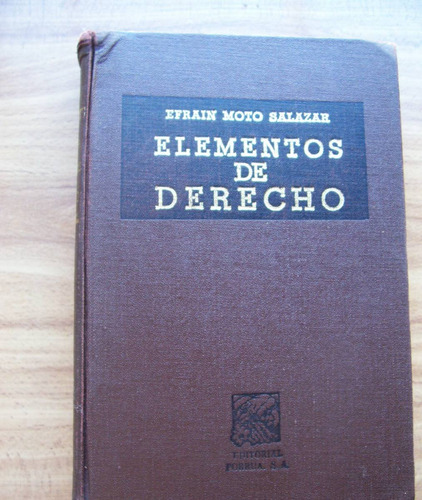 EFRAIN MOTO SALAZAR
ELEMENTOS
DE
DERECHO
EDITORIAL
PORRUA, S. A.